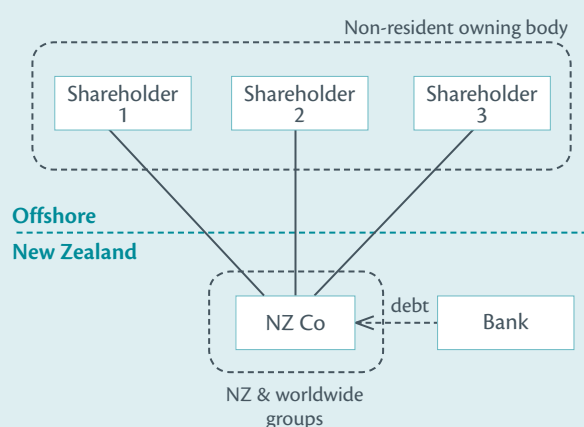 Non-resident owning body
Shareholder
1
Shareholder
2
Shareholder
3
Offshore
New Zealand
NZ Co
debt
Bank
NZ & worldwide
groups